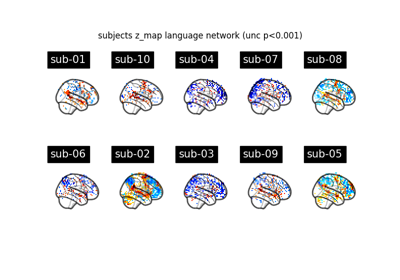 subjects z_map language network (unc p<0.001)
sub-01 sub-10 sub-04 sub-07 sub-08
sub-06 sub-02 sub-03 sub-09 sub-05